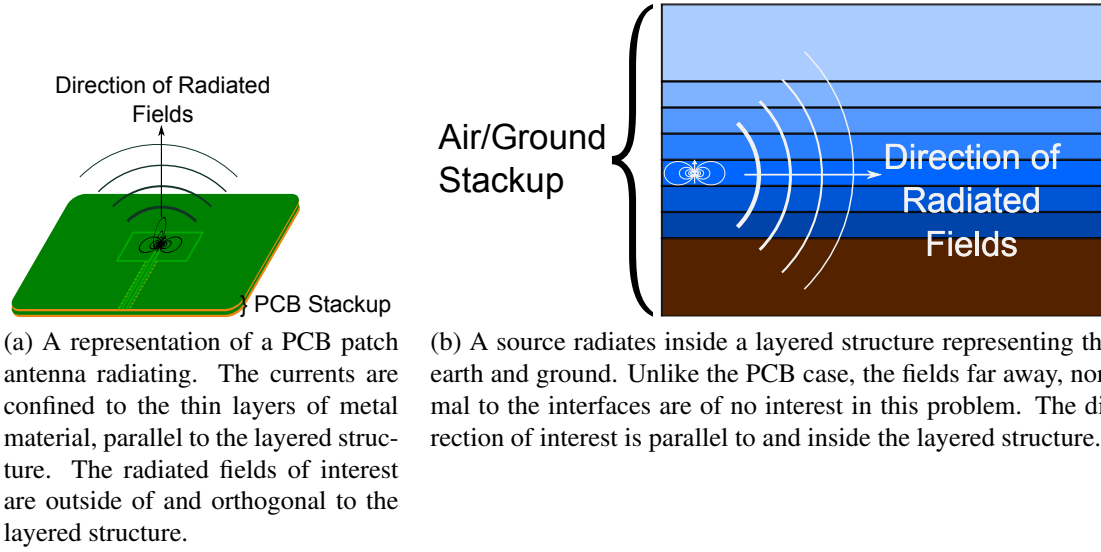 Direction of Radiated
Fields
} PCB Stackup
(a) A representation of a PCB patch
antenna radiating. The currents are
confined to the thin layers of metal
material, parallel to the layered struc-
ture. The radiated fields of interest
are outside of and orthogonal to the
layered structure.
Air/Ground
Stackup
Direction of
Radiated
Fields
(b) A source radiates inside a layered structure representing th
earth and ground. Unlike the PCB case, the fields far away, nor
mal to the interfaces are of no interest in this problem. The di
rection of interest is parallel to and inside the layered structure.